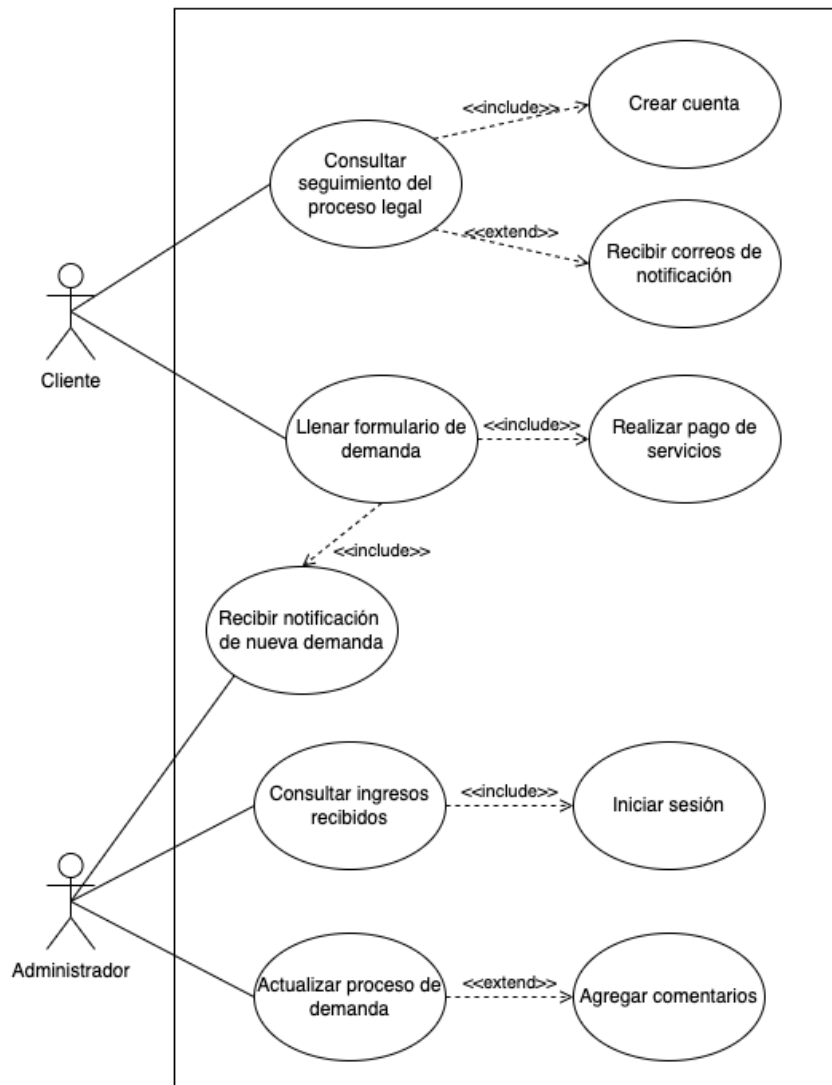 Crear cuenta
<<include>>
Consultar
seguimiento del
proceso legal
<<extend>>
Recibir correos de
notificación
Cliente
Llenar formulario de
demanda
<<include>>
Realizar pago de
servicios
<<include>>
Recibir notificación
de nueva demanda
Consultar ingresos
recibidos
<<include>>
Iniciar sesión
Administrador
Actualizar proceso de
demanda
<<extend>>
Agregar comentarios